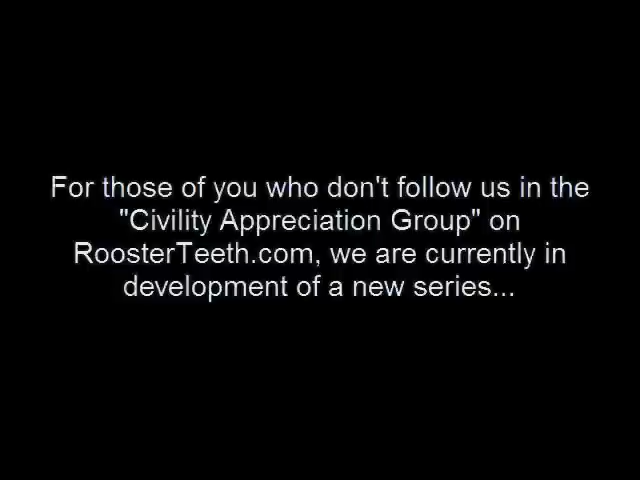 For those of you who don't follow us in the
"Civility Appreciation Group" on
RoosterTeeth.com, we are currently in
development of a new series...